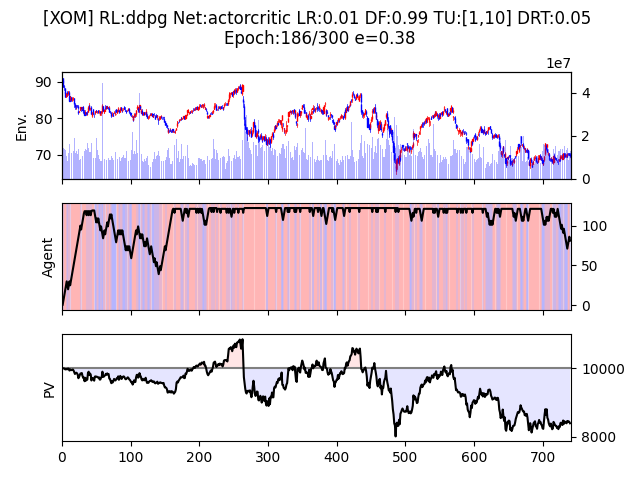 [XOM] RL:ddpg Net:actorcritic LR:0.01 DF:0.99 TU:[1,10] DRT:0.05
Epoch:186/300 e=0.38
1e7
90
80
70
Env.
4
2
0
Agent
100
50
0
PV
10000
8000
0 100 200 300 400 500 600 700